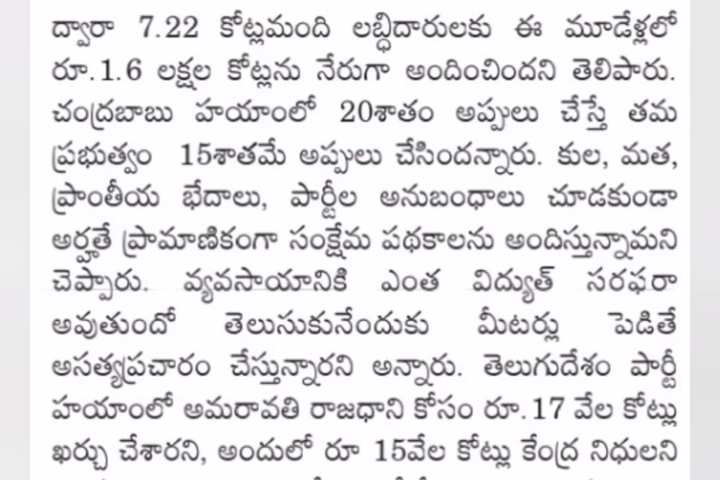 ద్వారా 7.22 కోట్లమంది లబ్ధిదారులకు ఈ మూడేళ్లలో
రూ.1.6 లక్షల కోట్లను నేరుగా అందించిందని తెలిపారు.
చంద్రబాబు హయాంలో 20శాతం అప్పులు చేస్తే తమ
ప్రభుత్వం 15శాతమే అప్పులు చేసిందన్నారు. కుల, మత,
ప్రాంతీయ భేదాలు, పార్టీల అనుబంధాలు చూడకుండా
అర్హతే ప్రామాణికంగా సంక్షేమ పథకాలను అందిస్తున్నామని
చెప్పారు. వ్యవసాయానికి ఎంత విద్యుత్ సరఫరా
అవుతుందో తెలుసుకునేందుకు మీటర్లు పెడితే
అసత్యప్రచారం చేస్తున్నారని అన్నారు. తెలుగుదేశం పార్టీ
హయాంలో అమరావతి రాజధాని కోసం రూ.17 వేల కోట్లు
ఖర్చు చేశారని, అందులో రూ 15వేల కోట్లు కేంద్ర నిధులని